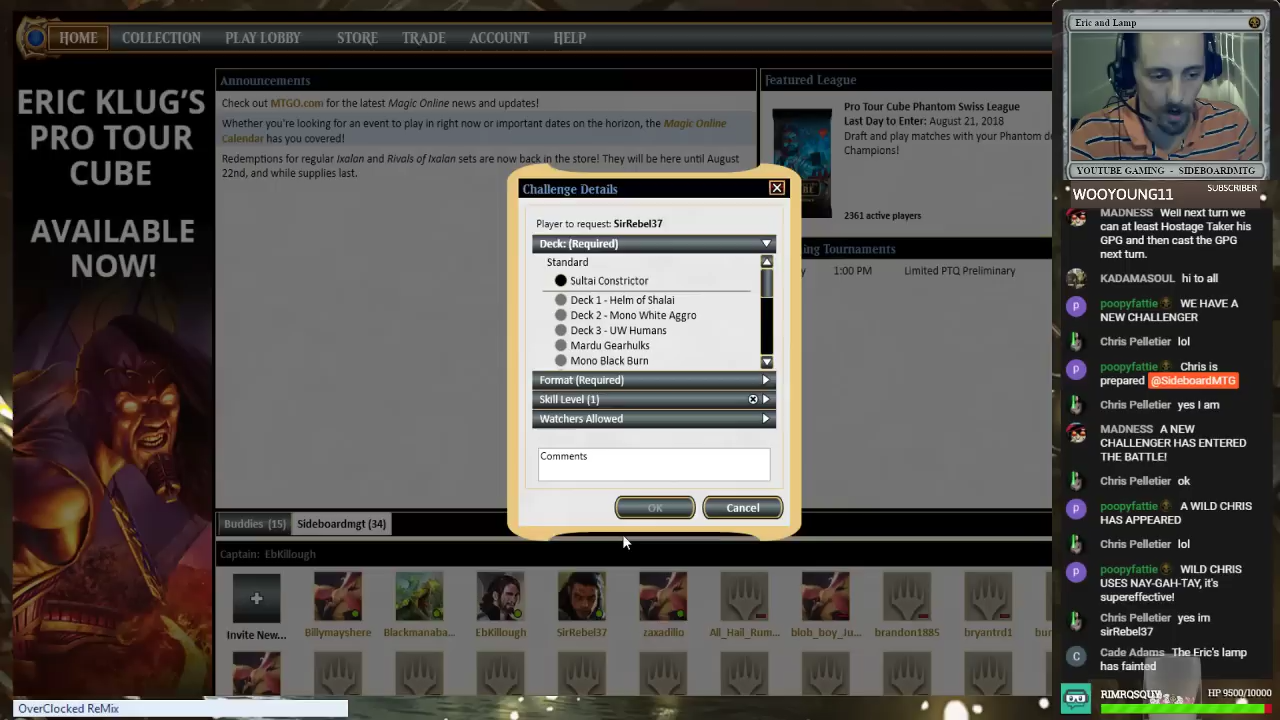 HOME
COLLECTION
PLAY LOBBY
STORE
TRADE
ACCOUNT
HELP
ERIC KLUG'S
PRO TOUR
CUBE
AVAILABLE
NOW!
Announcements
Check out MTGO.com for the latest Magic Online news and updates!
Whether you're looking for an event to play in right now or important dates on the horizon, the Magic Online
Calendar has you covered!
Redemptions for regular Ixalan and Rivals of Ixalan sets are now back in the store! They will be here until August
22nd, and while supplies last.
Featured League
Pro Tour Cube Phantom Swiss League
Last Day to Enter: August 21, 2018
Draft and play matches with your Phantom
Champions!
2361 active players
Tournaments
1:00 PM
Limited PTQ Preliminary
Challenge Details
Player to request: SirRebel37
Deck: (Required)
Standard
Sultai Constrictor
Deck 1 - Helm of Shalai
Deck 2 - Mono White Aggro
Deck 3 - UW Humans
Mardu Gearhulks
Mono Black Burn
Format (Required)
Skill Level (1)
Watchers Allowed
Comments
OK
Cancel
Buddies (15)
Sideboardmgt (34)
Captain: EbKillough
Invite New...
Billymayshere
Blackmanaba...
EbKillough
SirRebel37
zaxadilio
All_Hail_Rum...
blob_boy_Ju...
brandon1885
bryantrd1
OverClocked ReMix
Eric and Lamp
YOUTUBE GAMING - SIDEBOARDMTG
WOOYOUNG11
SUBSCRIBER
MADNESS Well next turn we
can at least Hostage Taker his
GPG and then cast the GPG
next turn.
KADAMASOUL hi to all
poopyfattie WE HAVE A
NEW CHALLENGER
Chris Pelletier lol
poopyfattie Chris is
prepared @SideboardMTG
Chris Pelletier yes I am
MADNESS A NEW
CHALLENGER HAS ENTERED
THE BATTLE!
Chris Pelletier ok
poopyfattie A WILD CHRIS
HAS APPEARED
Chris Pelletier lol
poopyfattie WILD CHRIS
USES NAY-GAH-TAY, it's
supereffective!
Chris Pelletier yes im
sirRebel37
Cade Adams The Eric's lamp
has fainted
HP 9500/10000